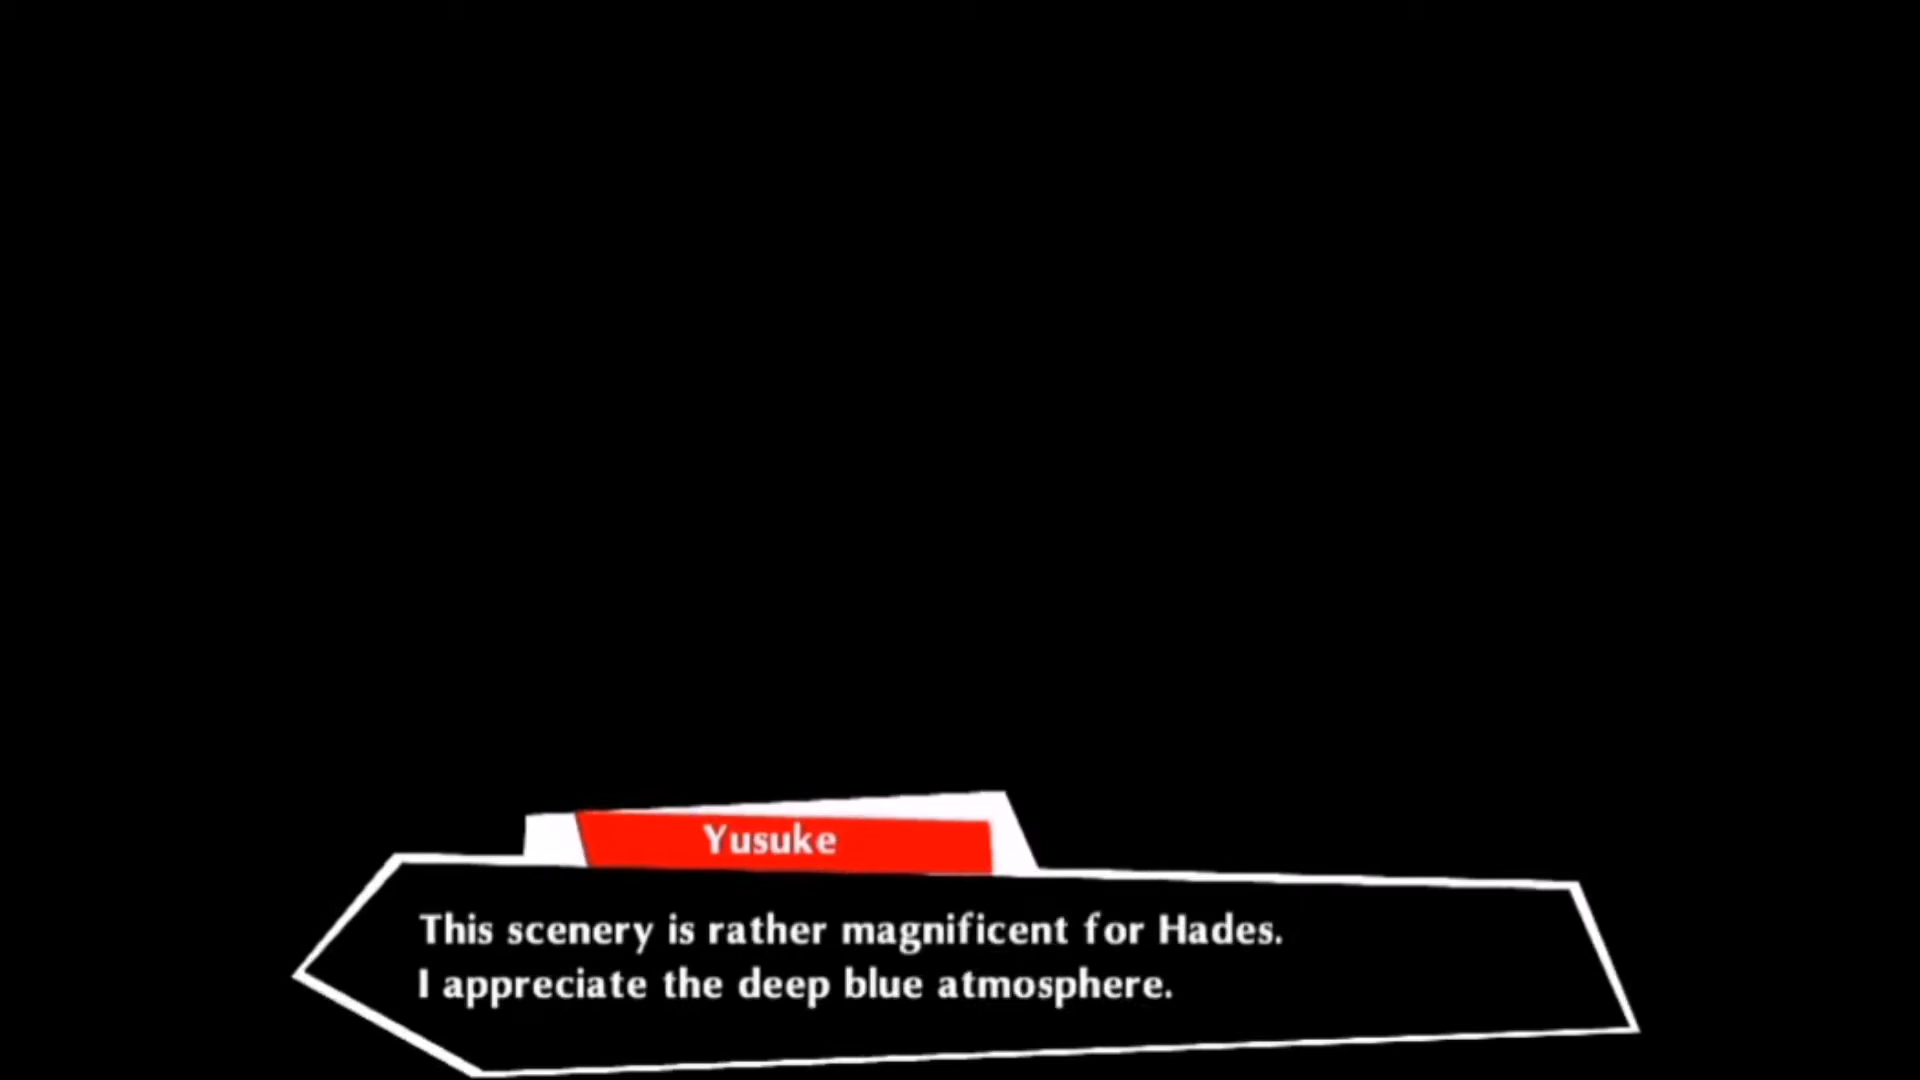 Yusuke
This scenery is rather magnificent for Hades.
I appreciate the deep blue atmosphere.